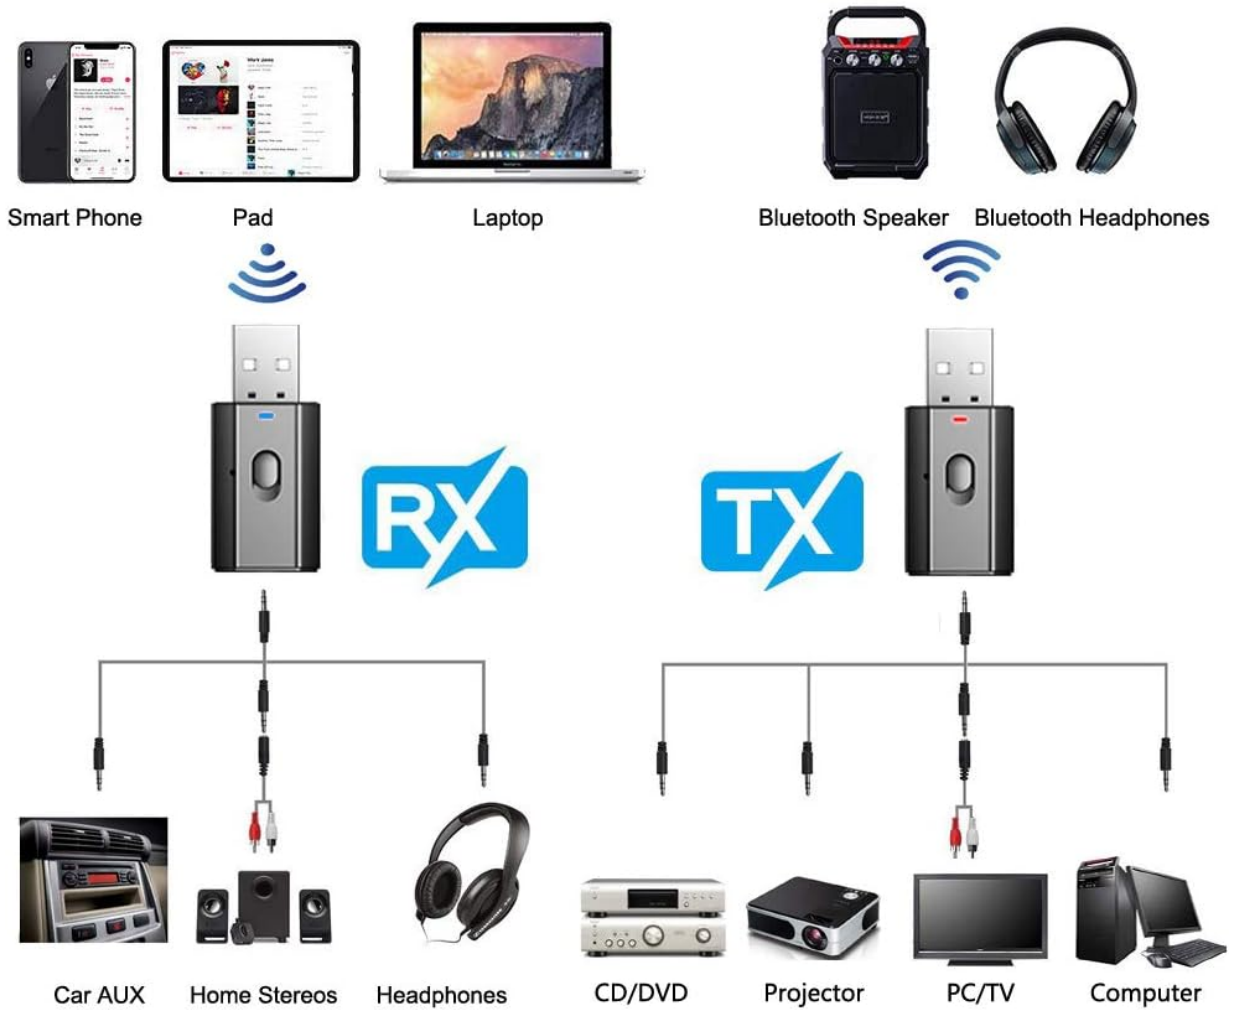 Smart Phone
Pad
Laptop
Bluetooth Speaker
Bluetooth Headphones
RX
TX
Car AUX
Home Stereos
Headphones
CD/DVD
Projector
PC/TV
Computer